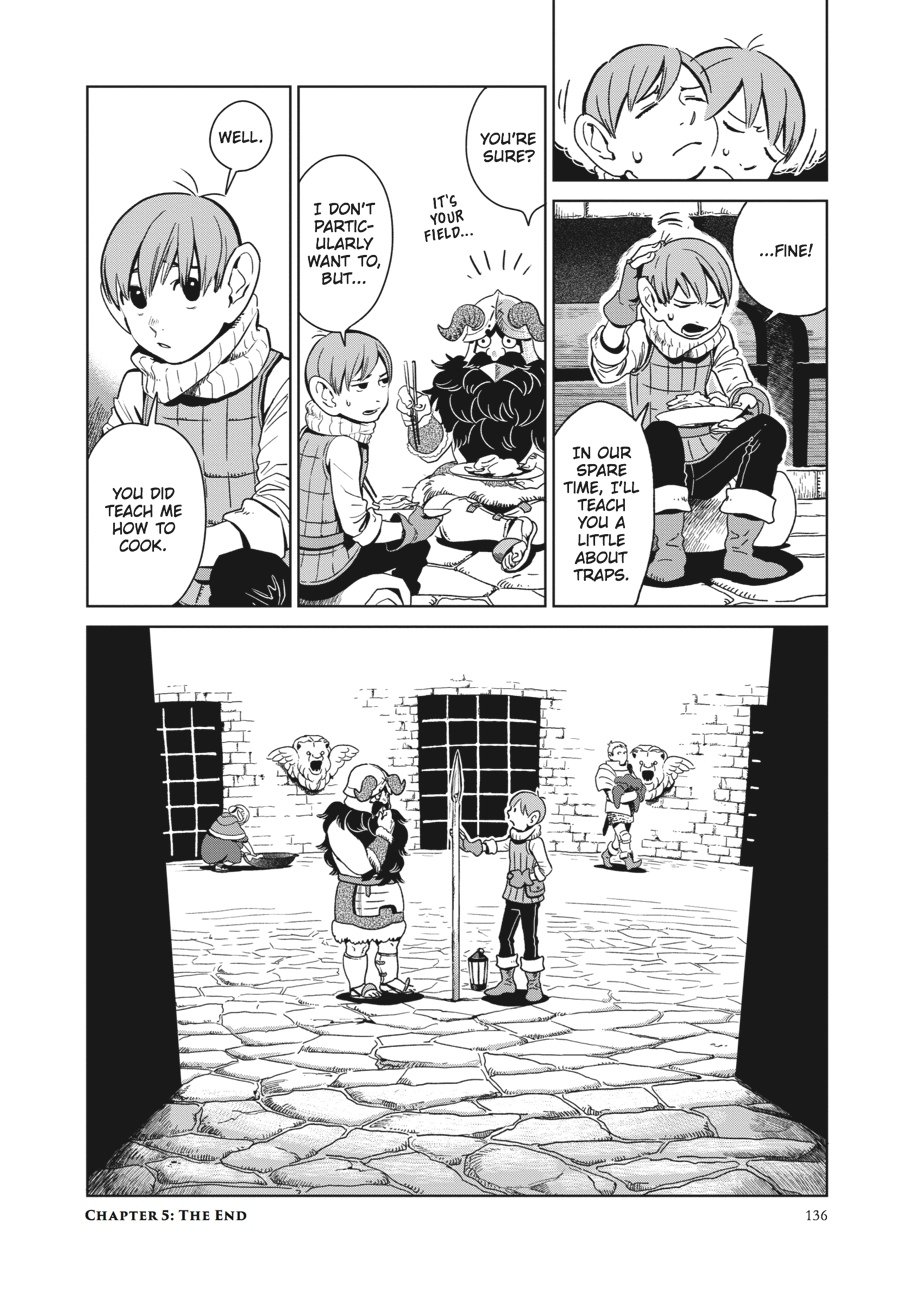 ...FINE!
IN OUR
SPARE
TIME, I'LL
TEACH
YOU A
LITTLE
ABOUT
TRAPS.
YOU'RE
SURE?
IT'S
YOUR
FIELD...
I DON'T
PARTIC-
ULARLY
WANT TO,
BUT...
WELL.
YOU DID
TEACH ME
HOW TO
COOK.
CHAPTER 5: THE END
136